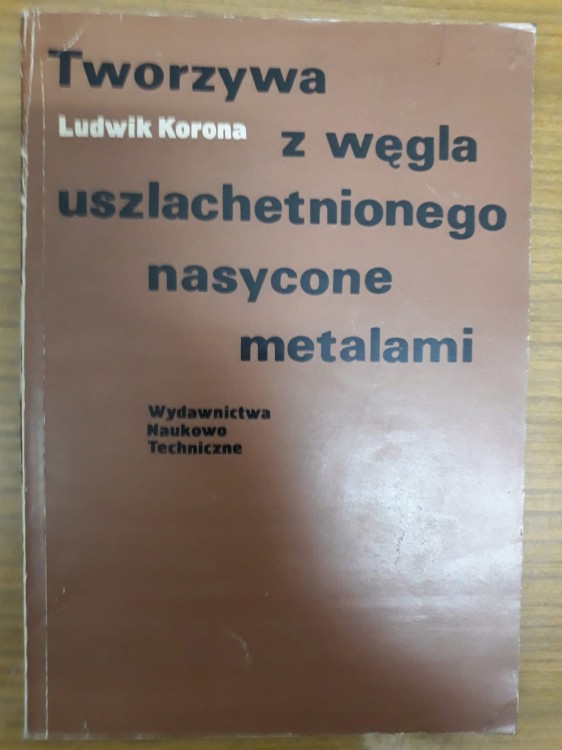 Tworzywa
Ludwik Korona
z węgla
uszlachetnionego
nasycone
metalami
Wydawnictwa
Naukowo
Techniczne